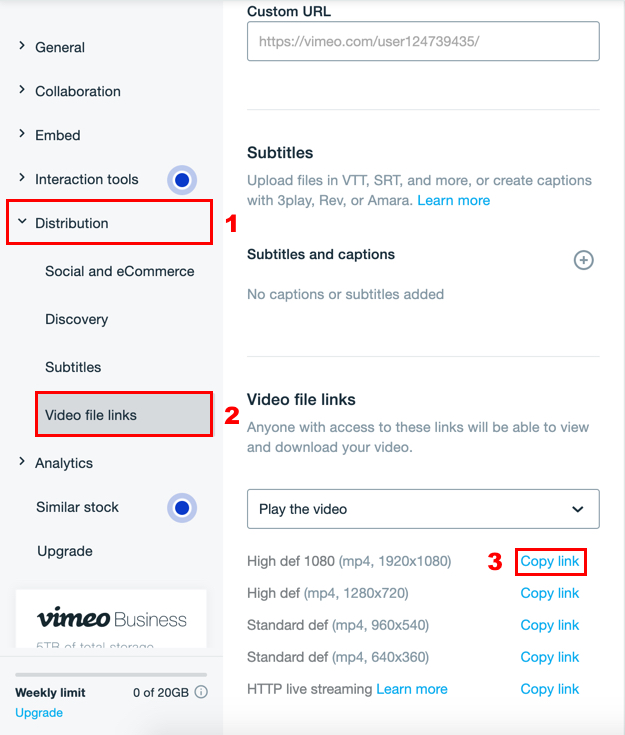 General
Collaboration
Embed
Interaction tools
Distribution
1
Social and eCommerce
Discovery
Subtitles
Video file links
2
Analytics
Similar stock
Upgrade
vimeo Business
5TB of total storage
Weekly limit 0 of 20GB
Upgrade
Custom URL
https://vimeo.com/user124739435/
Subtitles
Upload files in VTT, SRT, and more, or create captions
with 3play, Rev, or Amara. Learn more
Subtitles and captions
No captions or subtitles added
Video file links
Anyone with access to these links will be able to view
and download your video.
Play the video
High def 1080 (mp4, 1920x1080) 3 Copy link
High def (mp4, 1280x720) Copy link
Standard def (mp4, 960x540) Copy link
Standard def (mp4, 640x360) Copy link
HTTP live streaming Learn more Copy link